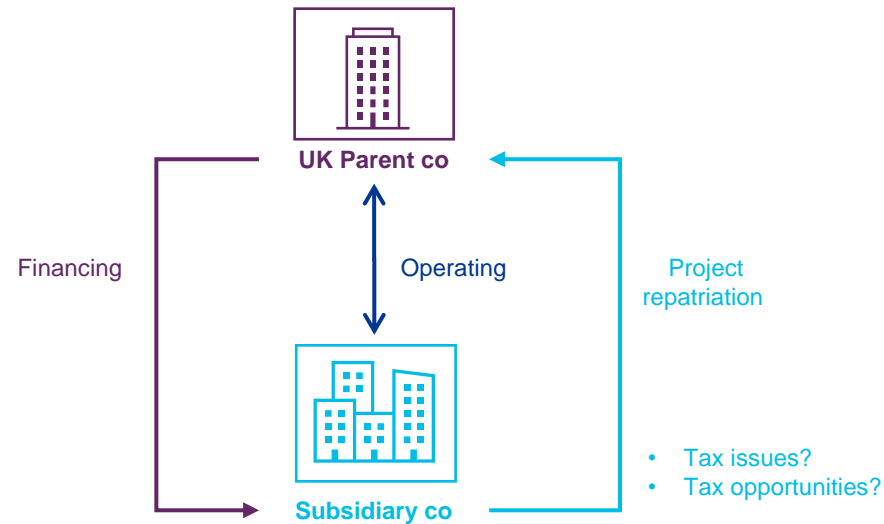 UK Parent co
Financing
Operating
Project
repatriation
• Tax issues?
• Tax opportunities?
Subsidiary co